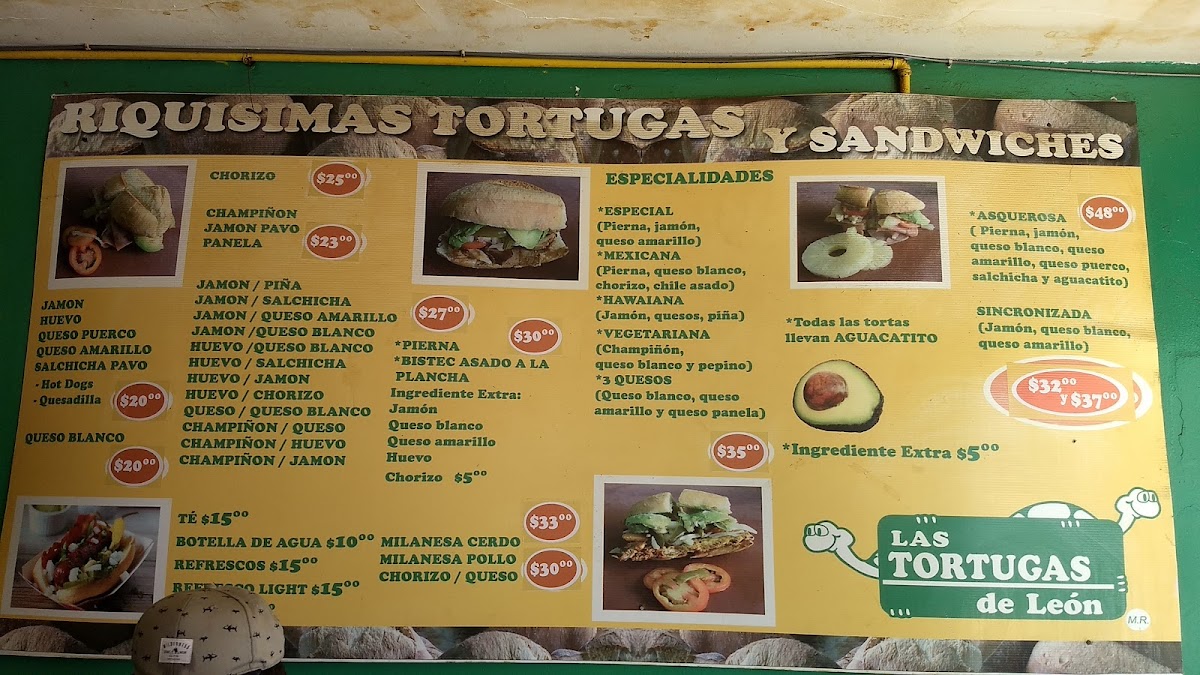 RIQUISIMAS TORTUGAS Y SANDWICHES
JAMON
HUEVO
QUESO PUERCO
QUESO AMARILLO
SALCHICHA PAVO
- Hot Dogs
- Quesadilla $20⁰⁰
QUESO BLANCO
$20⁰⁰
CHORIZO $25⁰⁰
CHAMPIÑON
JAMON PAVO
PANELA
$23⁰⁰
JAMON / PIÑA
JAMON / SALCHICHA
JAMON / QUESO AMARILLO
JAMON /QUESO BLANCO
HUEVO /QUESO BLANCO
HUEVO / SALCHICHA
HUEVO / JAMON
HUEVO / CHORIZO
QUESO / QUESO BLANCO
CHAMPIÑON / QUESO
CHAMPIÑON / HUEVO
CHAMPIÑON / JAMON
$27⁰⁰
TÉ $15⁰⁰
BOTELLA DE AGUA $10⁰⁰
REFRESCOS $15⁰⁰
REFRESCO LIGHT $15⁰⁰
$30⁰⁰
*PIERNA
*BISTEC ASADO A LA
PLANCHA
Ingrediente Extra:
Jamón
Queso blanco
Queso amarillo
Huevo
Chorizo $5⁰⁰
MILANESA CERDO $33⁰⁰
MILANESA POLLO
CHORIZO / QUESO $30⁰⁰
ESPECIALIDADES
*ESPECIAL
(Pierna, jamón,
queso amarillo)
*MEXICANA
(Pierna, queso blanco,
chorizo, chile asado)
*HAWAIANA
(Jamón, quesos, piña)
*VEGETARIANA
(Champiñón,
queso blanco y pepino)
*3 QUESOS
(Queso blanco, queso
amarillo y queso panela)
$35⁰⁰
*Todas las tortas
llevan AGUACATITO
*Ingrediente Extra $5⁰⁰
*ASQUEROSA $48⁰⁰
( Pierna, jamón,
queso blanco, queso
amarillo, queso puerco,
salchicha y aguacatito)
SINCRONIZADA
(Jamón, queso blanco,
queso amarillo)
$32⁰⁰
y $37⁰⁰
LAS
TORTUGAS
de León
M.R.